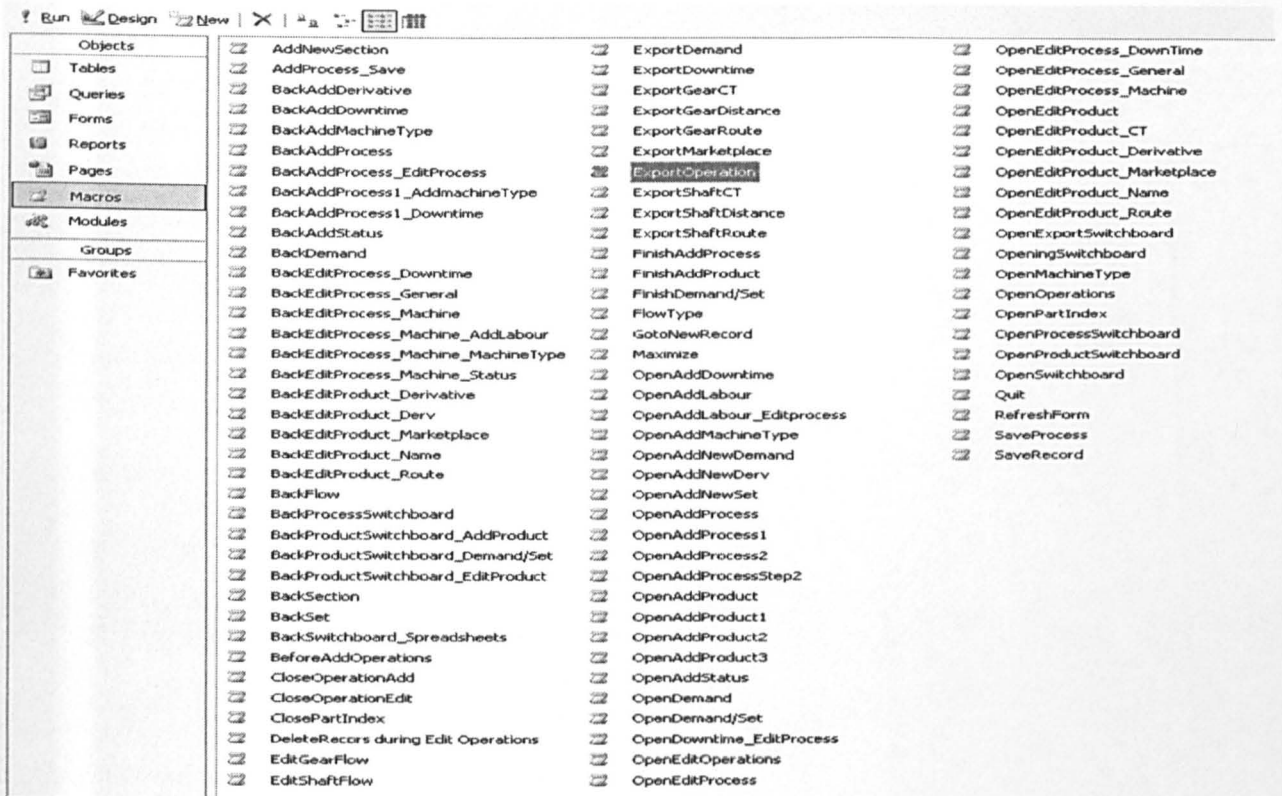 ! Run Design New
Objects
Tables
Queries
Forms
Reports
Pages
Macros
Modules
Groups
Favorites
AddNewSection
AddProcess_Save
BackAddDerivative
BackAddDowntime
BackAddMachineType
BackAddProcess
BackAddProcess_EditProcess
BackAddProcess1_AddmachineType
BackAddProcess1_Downtime
BackAddStatus
BackDemand
BackEditProcess_Downtime
BackEditProcess_General
BackEditProcess_Machine
BackEditProcess_Machine_AddLabour
BackEditProcess_Machine_MachineType
BackEditProcess_Machine_Status
BackEditProduct_Derivative
BackEditProduct_Derv
BackEditProduct_Marketplace
BackEditProduct_Name
BackEditProduct_Route
BackFlow
BackProcessSwitchboard
BackProductSwitchboard_AddProduct
BackProductSwitchboard_Demand/Set
BackProductSwitchboard_EditProduct
BackSection
BackSet
BackSwitchboard_Spreadsheets
BeforeAddOperations
CloseOperationAdd
CloseOperationEdit
ClosePartIndex
DeleteRecors during Edit Operations
EditGearFlow
EditShaftFlow
ExportDemand
ExportDowntime
ExportGearCT
ExportGearDistance
ExportGearRoute
ExportMarketplace
ExportOperation
ExportShaftCT
ExportShaftDistance
ExportShaftRoute
FinishAddProcess
FinishAddProduct
FinishDemand/Set
FlowType
GotoNewRecord
Maximize
OpenAddDowntime
OpenAddLabour
OpenAddLabour_Editprocess
OpenAddMachineType
OpenAddNewDemand
OpenAddNewDerv
OpenAddNewSet
OpenAddProcess
OpenAddProcess1
OpenAddProcess2
OpenAddProcessStep2
OpenAddProduct
OpenAddProduct1
OpenAddProduct2
OpenAddProduct3
OpenAddStatus
OpenDemand
OpenDemand/Set
OpenDowntime_EditProcess
OpenEditOperations
OpenEditProcess
OpenEditProcess_DownTime
OpenEditProcess_General
OpenEditProcess_Machine
OpenEditProduct
OpenEditProduct_CT
OpenEditProduct_Derivative
OpenEditProduct_Marketplace
OpenEditProduct_Name
OpenEditProduct_Route
OpenExportSwitchboard
OpeningSwitchboard
OpenMachineType
OpenOperations
OpenPartIndex
OpenProcessSwitchboard
OpenProductSwitchboard
OpenSwitchboard
Quit
RefreshForm
SaveProcess
SaveRecord